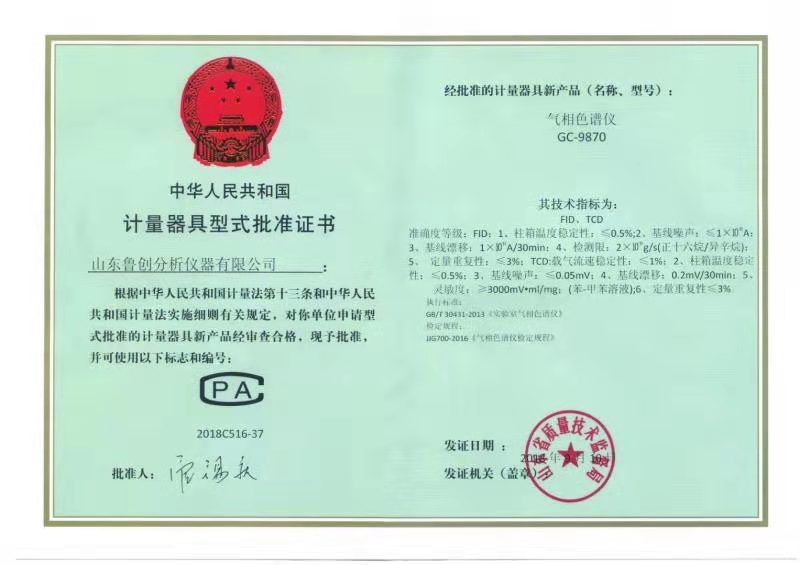 中华人民共和国
计量器具型式批准证书
山东鲁创分析仪器有限公司:
根据中华人民共和国计量法第十三条和中华人民
共和国计量法实施细则有关规定，对你单位申请型
式批准的计量器具新产品经审查合格，现予批准，
并可使用以下标志和编号：
CPA
2018C516-37
批准人：
经批准的计量器具新产品（名称、型号）：
气相色谱仪
GC-9870
其技术指标为：
FID、TCD
准确度等级：FID：1、柱箱温度稳定性：≤0.5%;2、基线噪声：≤1×10 A;
3、基线漂移：1×10 A/30min；4、检测限：2×10 g/s(正十六烷/异辛烷)；
5、定量重复性：≤3%；TCD:载气流速稳定性：≤1%；2、柱箱温度稳定
性：≤0.5%；3、基线噪声：≤0.05mV；4、基线漂移：0.2mV/30min；5、
灵敏度：≥3000mV•ml/mg；(苯-甲苯溶液);6、定量重复性≤3%
执行标准：
GB/T 30431-2013《实验室气相色谱仪》
检定规程：
JJG700-2016《气相色谱仪检定规程》
发证日期：
发证机关（盖章）
山东省质量技术监督局